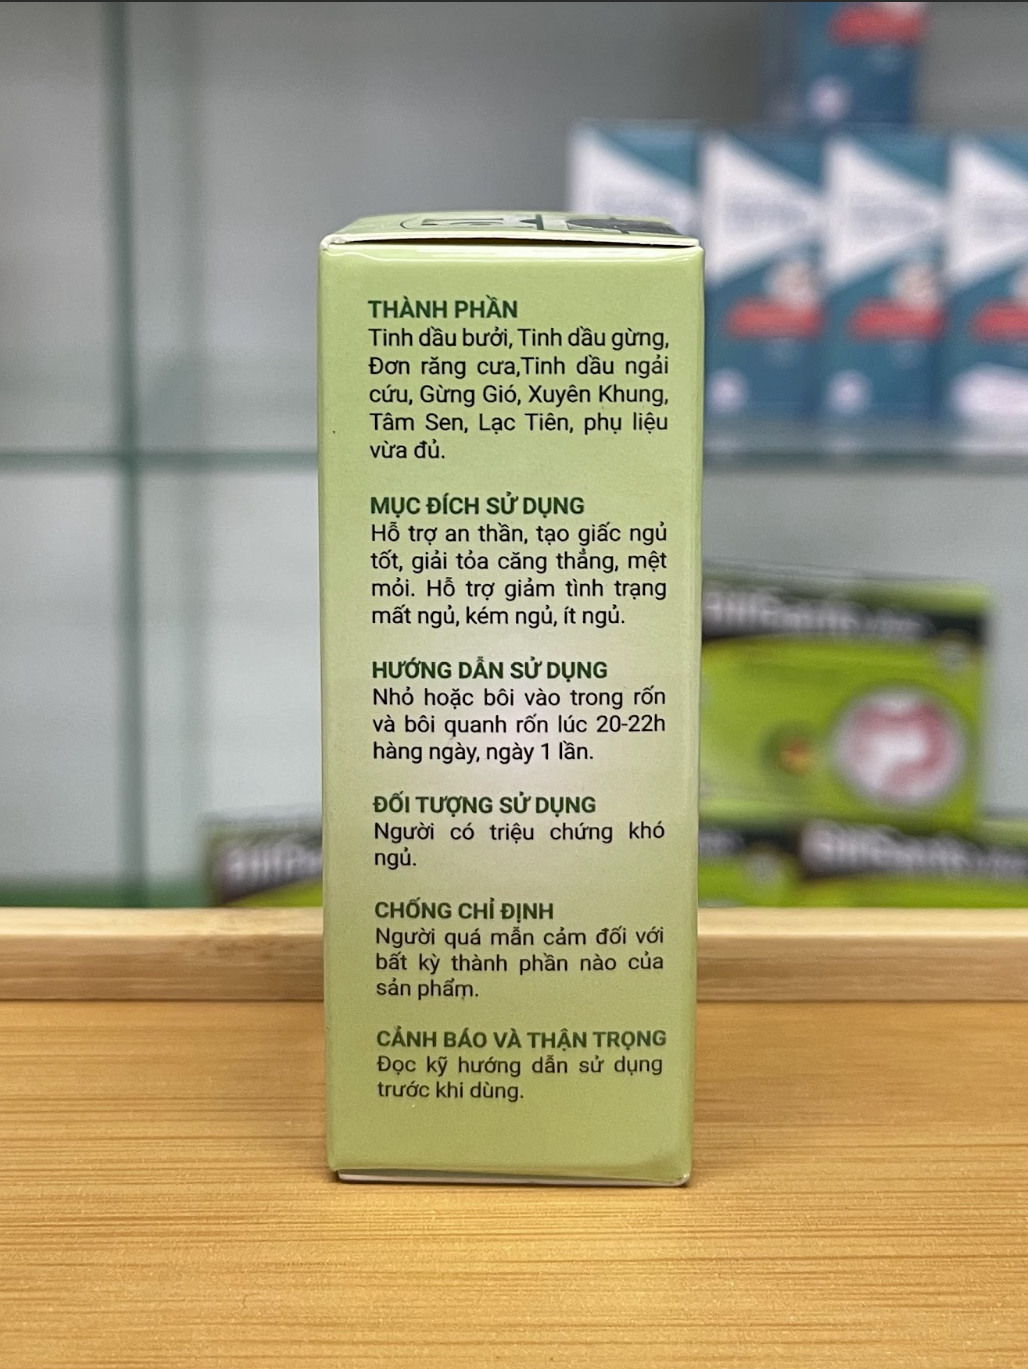 THÀNH PHẦN
Tinh dầu bưởi, Tinh dầu gừng,
Đơn răng cưa,Tinh dầu ngải
cứu, Gừng Gió, Xuyên Khung,
Tâm Sen, Lạc Tiên, phụ liệu
vừa đủ.
MỤC ĐÍCH SỬ DỤNG
Hỗ trợ an thần, tạo giấc ngủ
tốt, giải tỏa căng thẳng, mệt
mỏi. Hỗ trợ giảm tình trạng
mất ngủ, kém ngủ, ít ngủ.
HƯỚNG DẪN SỬ DỤNG
Nhỏ hoặc bôi vào trong rốn
và bôi quanh rốn lúc 20-22h
hàng ngày, ngày 1 lần.
ĐỐI TƯỢNG SỬ DỤNG
Người có triệu chứng khó
ngủ.
CHỐNG CHỈ ĐỊNH
Người quá mẫn cảm đối với
bất kỳ thành phần nào của
sản phẩm.
CẢNH BÁO VÀ THẬN TRỌNG
Đọc kỹ hướng dẫn sử dụng
trước khi dùng.